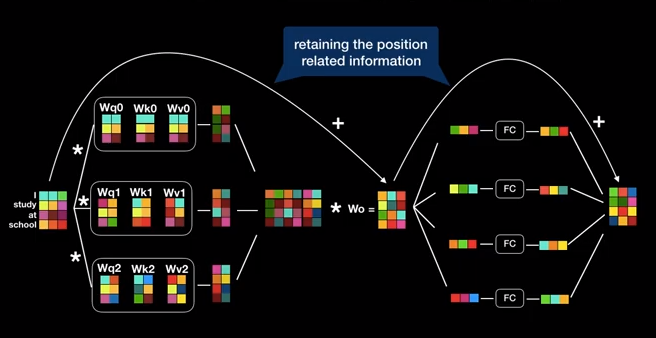 retaining the position
related information
+
+
Wq0 Wk0 Wv0
*
I
study
at
school
*
Wq1 Wk1 Wv1
* Wo =
*
Wq2 Wk2 Wv2
FC
FC
FC
FC